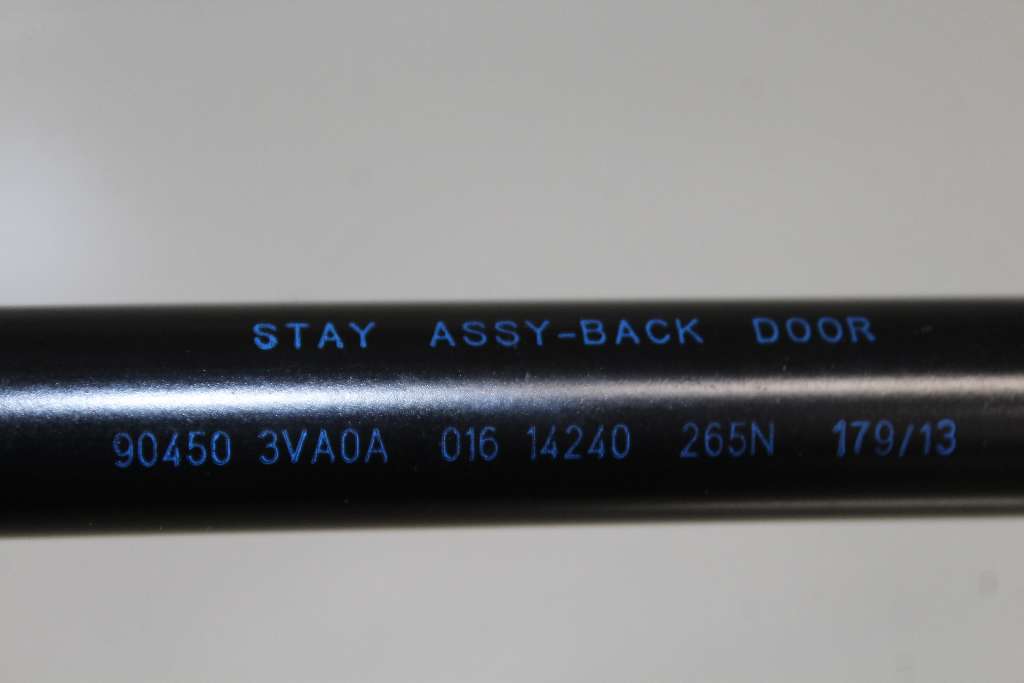 STAY ASSY-BACK DOOR
90450 3VA0A 016 14240 265N 179/13